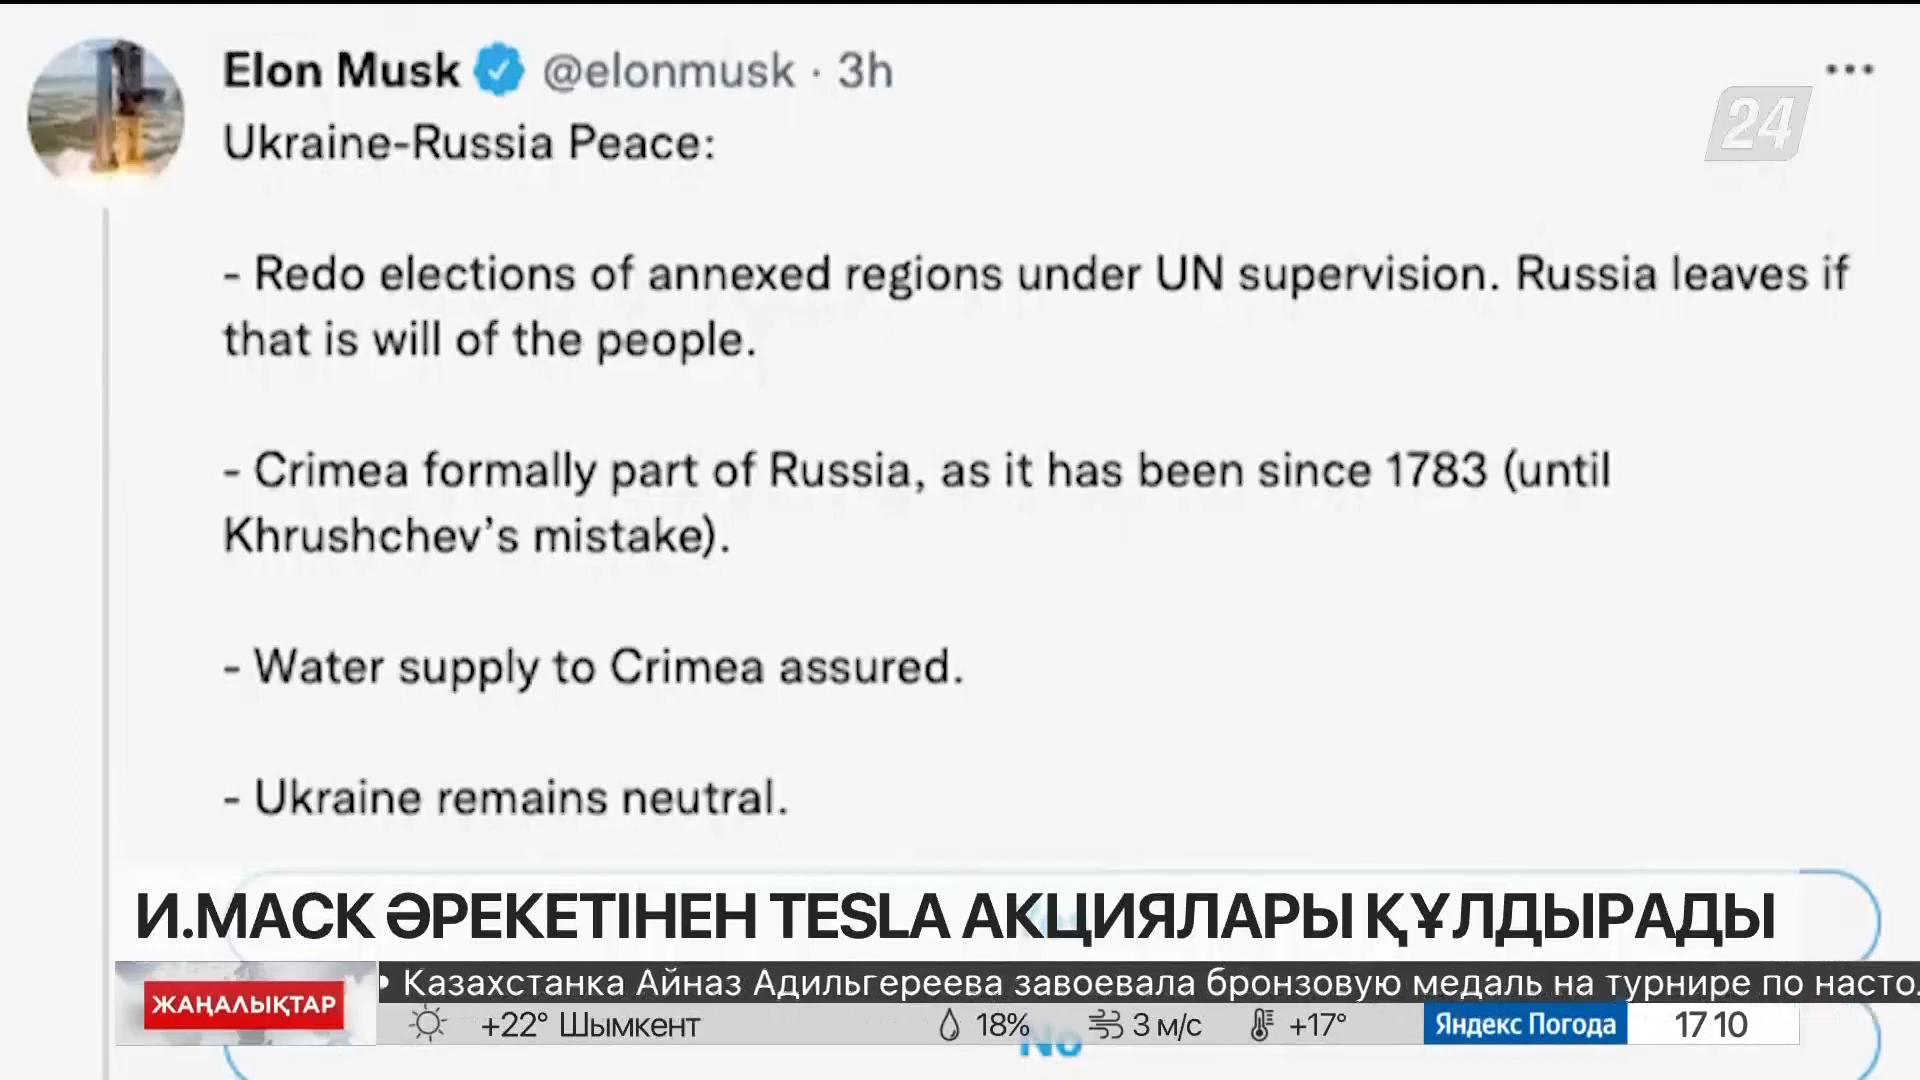 Elon Musk @elonmusk · 3h
24
Ukraine-Russia Peace:
- Redo elections of annexed regions under UN supervision. Russia leaves if
that is will of the people.
- Crimea formally part of Russia, as it has been since 1783 (until
Khrushchev’s mistake).
- Water supply to Crimea assured.
- Ukraine remains neutral.
И.МАСК ӘРЕКЕТІНЕН TESLA АКЦИЯЛАРЫ ҚҰЛДЫРАДЫ
ЖАҢАЛЫҚТАР
• Казахстанка Айназ Адильгереева завоевала бронзовую медаль на турнире по насто
+22° Шымкент 18% 3 м/с +17° Яндекс Погода 17 10
No